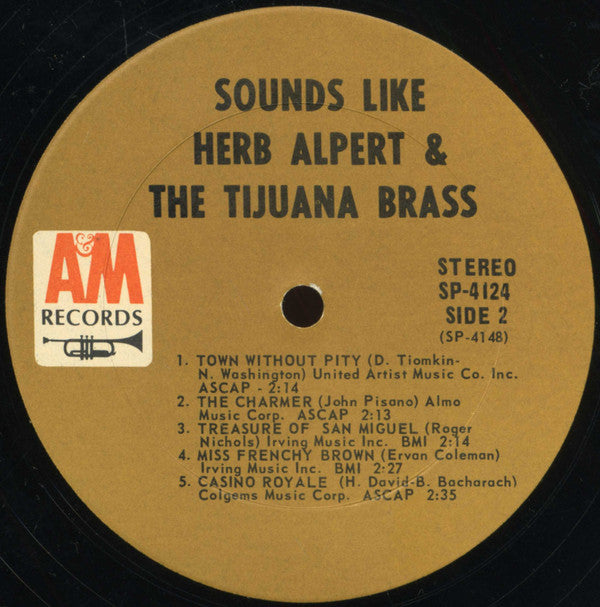 SOUNDS LIKE
HERB ALPERT &
THE TIJUANA BRASS
A&M
RECORDS
STEREO
SP-4124
SIDE 2
(SP-4148)
1. TOWN WITHOUT PITY (D. Tiomkin-
N. Washington) United Artist Music Co. Inc.
ASCAP - 2:14
2. THE CHARMER (John Pisano) Almo
Music Corp. ASCAP 2:13
3. TREASURE OF SAN MIGUEL (Roger
Nichols) Irving Music Inc. BMI 2:14
4. MISS FRENCHY BROWN (Ervan Coleman)
Irving Music Inc. BMI 2:27
5. CASINO ROYALE (H. David-B. Bacharach)
Colgems Music Corp. ASCAP 2:35